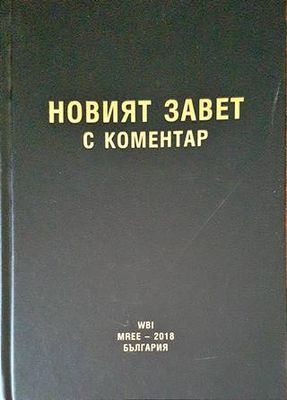 НОВИЯТ ЗАВЕТ
С КОМЕНТАР
WBI
MREE – 2018
БЪЛГАРИЯ